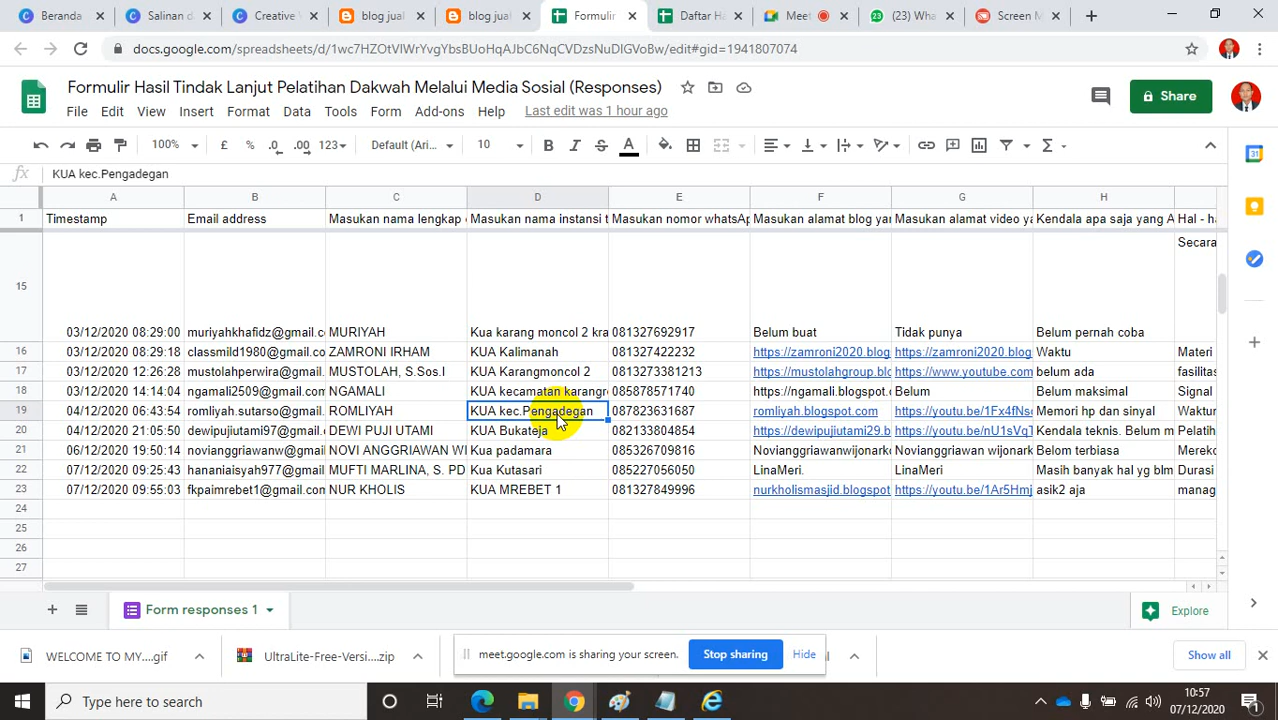 Beranda
Salinan d
Creative V
blog jual
blog jual
Formulir
Daftar Ha
Meet
(23) Wha
Screen M
docs.google.com/spreadsheets/d/1wc7HZOtVlWrYvgYbsBUoHqAJbC6NqCVDzsNuDlGVoBw/edit#gid=1941807074
Formulir Hasil Tindak Lanjut Pelatihan Dakwah Melalui Media Sosial (Responses)
File Edit View Insert Format Data Tools Form Add-ons Help Last edit was 1 hour ago
Share
100% £ % .0 .00 123 Default (Ari... 10 B I S A
fx KUA kec.Pengadegan
A B C D E F G H
1 Timestamp Email address Masukan nama lengkap Masukan nama instansi t Masukan nomor whatsAp Masukan alamat blog yan Masukan alamat video ya Kendala apa saja yang A Hal - ha
Secara
15 03/12/2020 08:29:00 muriyahkhafidz@gmail.c MURIYAH Kua karang moncol 2 kra 081327692917 Belum buat Tidak punya Belum pernah coba
16 03/12/2020 08:29:18 classmild1980@gmail.co ZAMRONI IRHAM KUA Kalimanah 081327422232 https://zamroni2020.blog https://zamroni2020.blog Waktu Materi
17 03/12/2020 12:26:28 mustolahperwira@gmail. MUSTOLAH, S.Sos.I KUA Karangmoncol 2 0813273381213 https://mustolahgroup.bl https://www.youtube.com belum ada fasilitas
18 03/12/2020 14:14:04 ngamali2509@gmail.com NGAMALI KUA kecamatan karangre 085878571740 https://ngamali.blogspot.c Belum Belum maksimal Signal
19 04/12/2020 06:43:54 romliyah.sutarso@gmail. ROMLIYAH KUA kec.Pengadegan 087823631687 romliyah.blogspot.com https://youtu.be/1Fx4fNs Memori hp dan sinyal Waktun
20 04/12/2020 21:05:50 dewipujiutami97@gmail. DEWI PUJI UTAMI KUA Bukateja 082133804854 https://dewipujiutami29.b https://youtu.be/nU1sVqT Kendala teknis. Belum m Pelatih
21 06/12/2020 19:50:14 novianggriawanw@gmai NOVI ANGGRIAWAN W Kua padamara 085326709816 Novianggriawanwijonark Novianggriawan wijonark Belum terbiasa Mereko
22 07/12/2020 09:25:43 hananiaisyah977@gmail MUFTI MARLINA, S. PD Kua Kutasari 085227056050 LinaMeri. LinaMeri Masih banyak hal yg blm Durasi
23 07/12/2020 09:55:03 fkpaimrebet1@gmail.co NUR KHOLIS KUA MREBET 1 081327849996 nurkholismasjid.blogspot https://youtu.be/1Ar5Hmj asik2 aja manag
24
25
26
27
Form responses 1
Explore
WELCOME TO MY....gif
UltraLite-Free-Versi....zip
meet.google.com is sharing your screen.
Stop sharing
Hide
Show all
Type here to search
10:57
07/12/2020
1